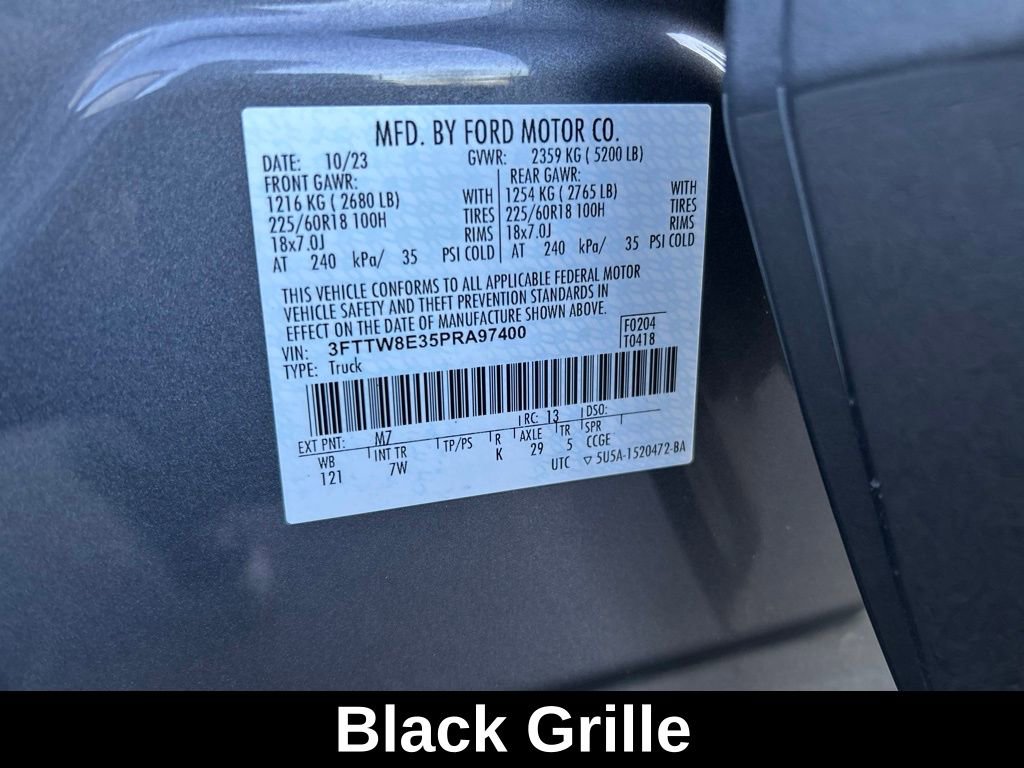 MFD. BY FORD MOTOR CO.
DATE: 10/23 GVWR: 2359 KG ( 5200 LB)
FRONT GAWR: REAR GAWR:
1216 KG ( 2680 LB) WITH 1254 KG ( 2765 LB) WITH
225/60R18 100H TIRES 225/60R18 100H TIRES
18x7.0J RIMS 18x7.0J RIMS
AT 240 kPa/ 35 PSI COLD AT 240 kPa/ 35 PSI COLD
THIS VEHICLE CONFORMS TO ALL APPLICABLE FEDERAL MOTOR
VEHICLE SAFETY AND THEFT PREVENTION STANDARDS IN
EFFECT ON THE DATE OF MANUFACTURE SHOWN ABOVE.
VIN: 3FTTW8E35PRA97400 F0204
TYPE: Truck T0418
EXT PNT: M7 RC: 13 DSO:
WB INT TR TP/PS R AXLE TR SPR
121 7W K 29 5 CCGE
UTC ▽ 5U5A-1520472-BA
Black Grille